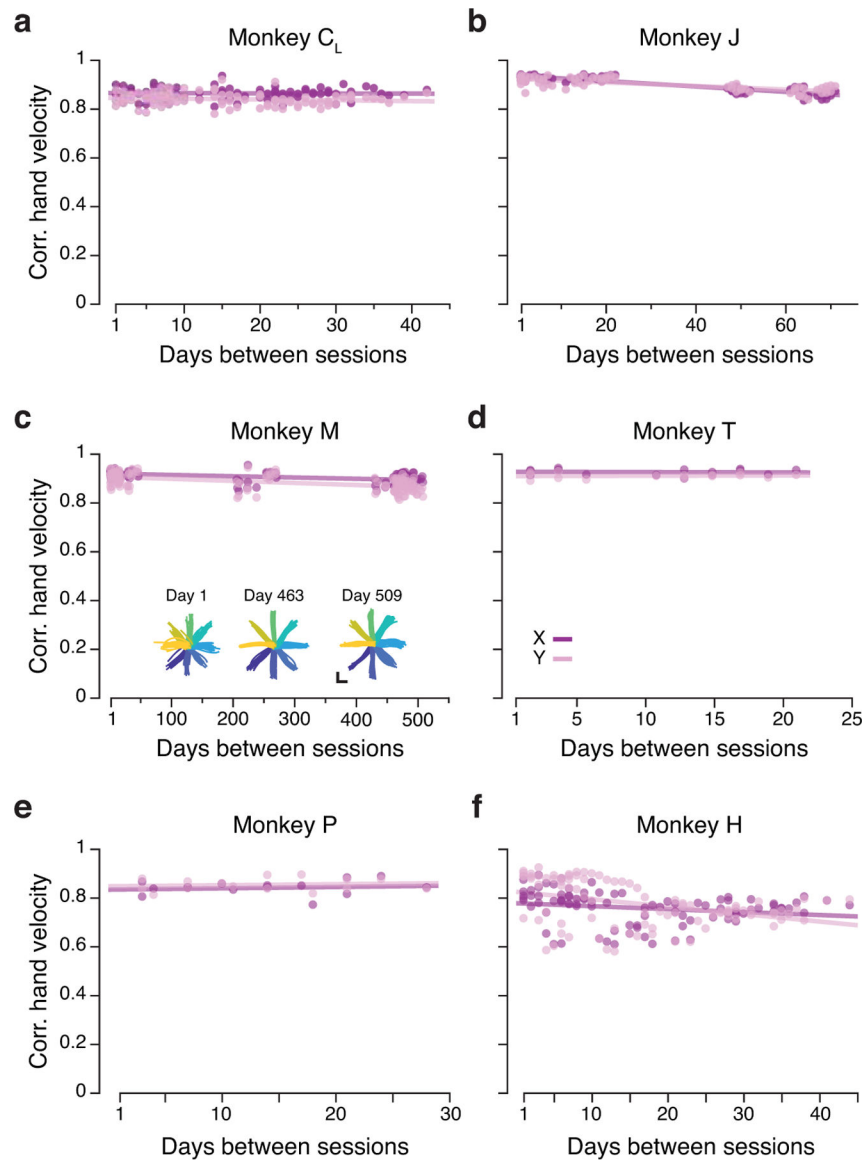 a
Monkey C_L
Corr. hand velocity
1
0.8
0.6
0.4
0.2
0
1 10 20 30 40
Days between sessions
b
Monkey J
1 20 40 60
Days between sessions
c
Monkey M
Corr. hand velocity
1
0.8
0.6
0.4
0.2
0
Day 1 Day 463 Day 509
1 100 200 300 400 500
Days between sessions
d
Monkey T
X
Y
1 5 10 15 20 25
Days between sessions
e
Monkey P
Corr. hand velocity
1
0.8
0.6
0.4
0.2
0
1 10 20 30
Days between sessions
f
Monkey H
1 10 20 30 40
Days between sessions